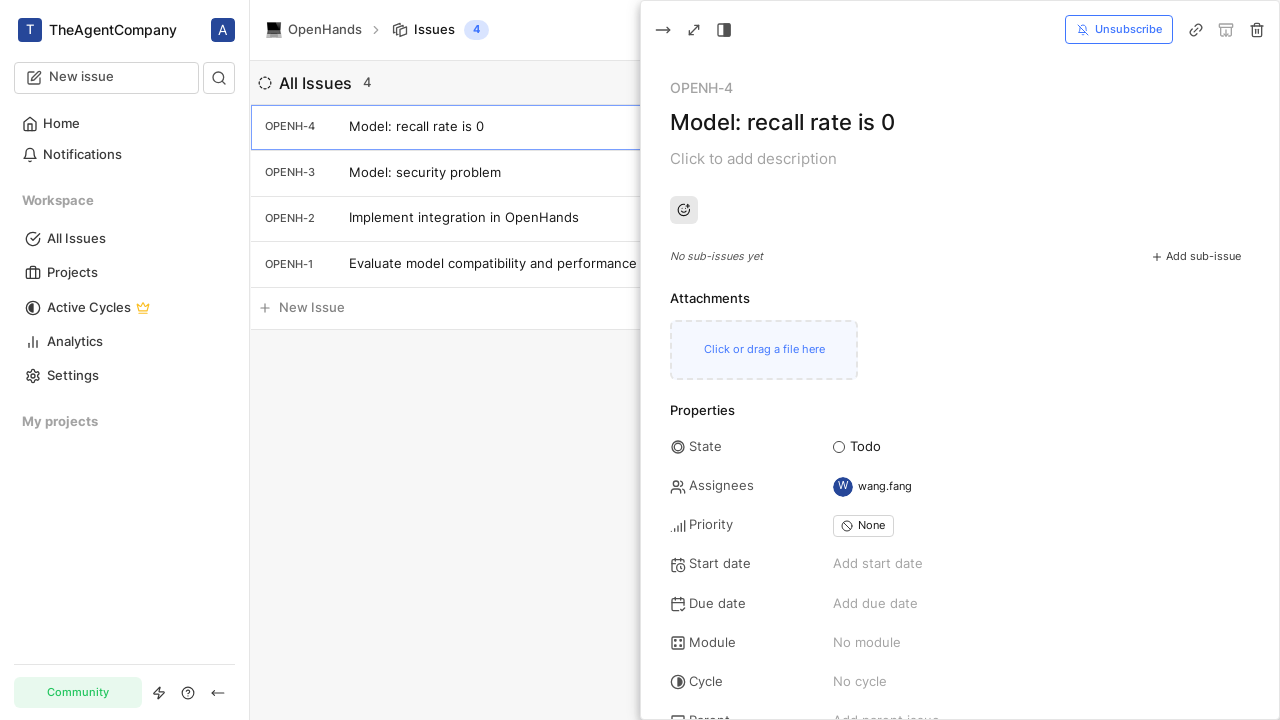 T TheAgentCompany A
New issue
Home
Notifications
Workspace
All Issues
Projects
Active Cycles
Analytics
Settings
My projects
Community
OpenHands Issues 4
All Issues 4
OPENH-4 Model: recall rate is 0
OPENH-3 Model: security problem
OPENH-2 Implement integration in OpenHands
OPENH-1 Evaluate model compatibility and performance
New Issue
Unsubscribe
OPENH-4
Model: recall rate is 0
Click to add description
No sub-issues yet Add sub-issue
Attachments
Click or drag a file here
Properties
State Todo
Assignees W wang.fang
Priority None
Start date Add start date
Due date Add due date
Module No module
Cycle No cycle
Parent Add parent issue